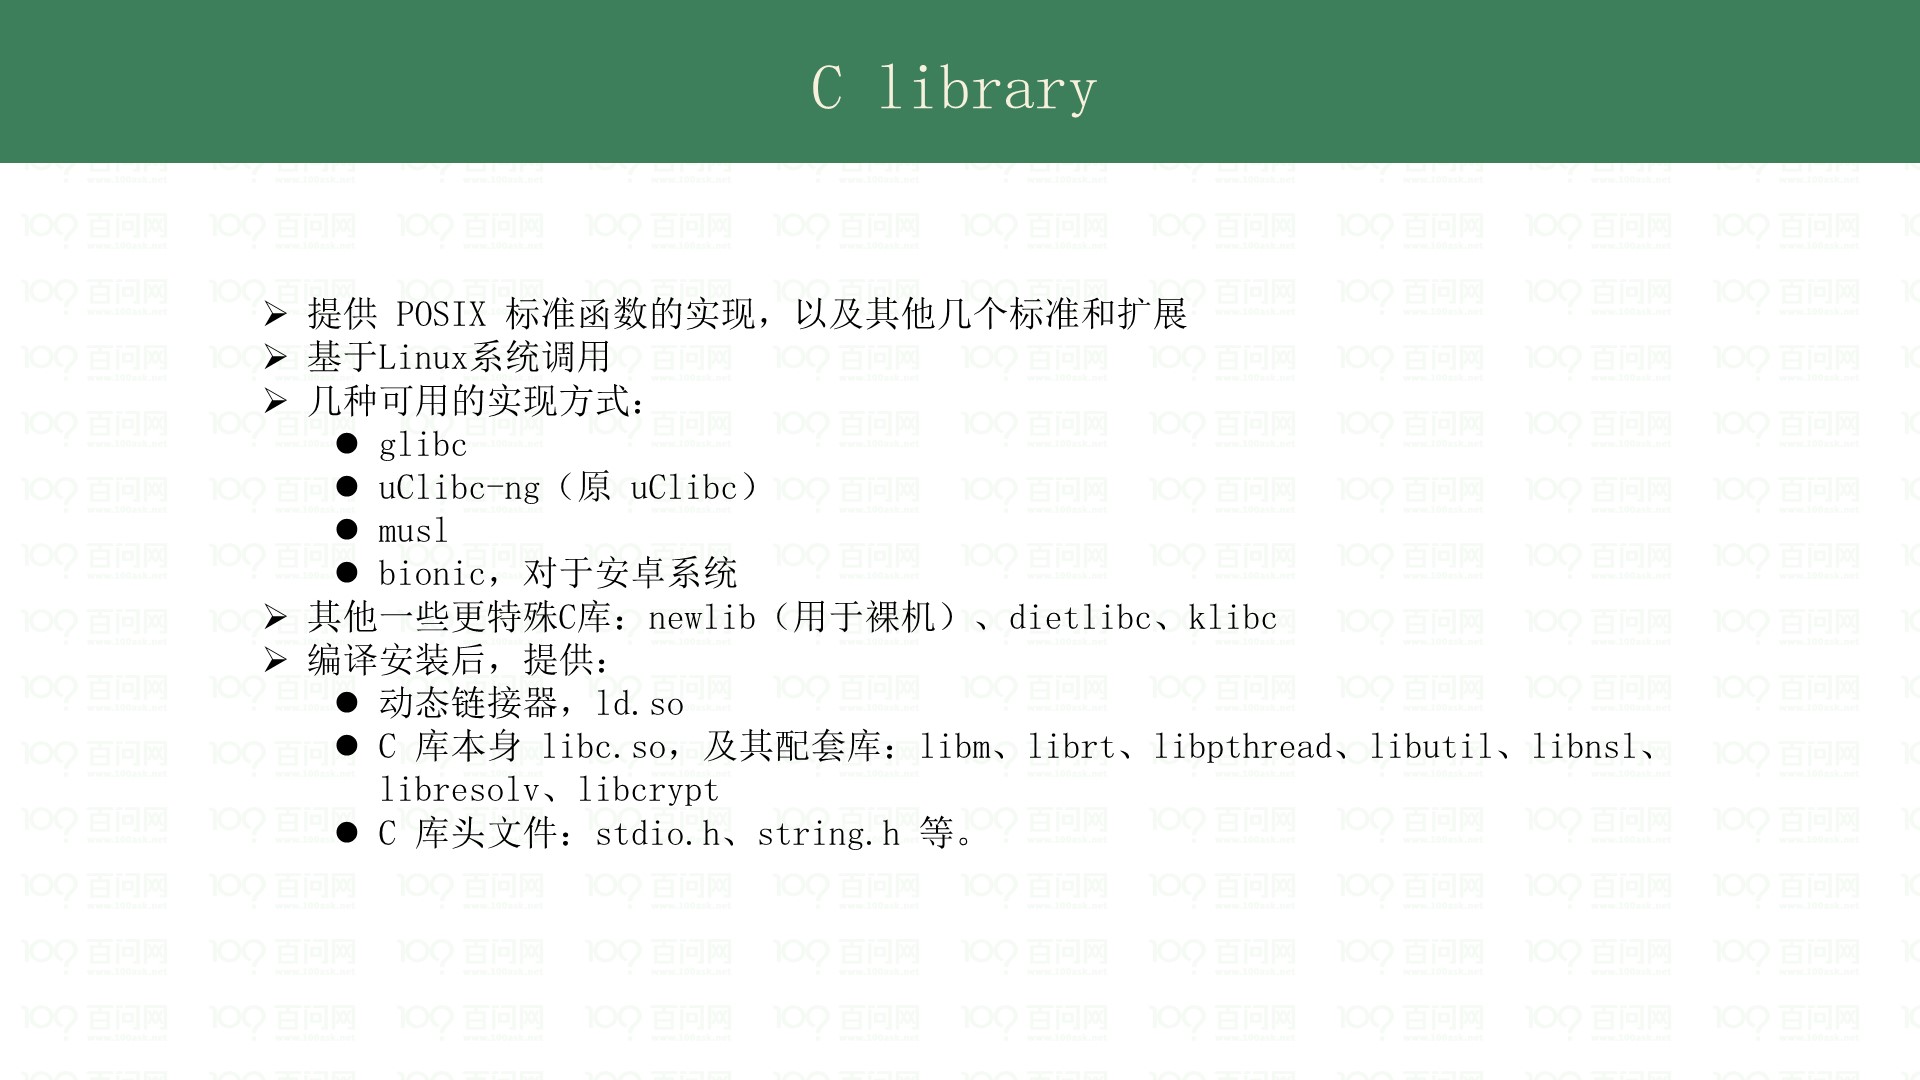 C library
➢ 提供 POSIX 标准函数的实现，以及其他几个标准和扩展
➢ 基于Linux系统调用
➢ 几种可用的实现方式：
● glibc
● uClibc-ng（原 uClibc）
● musl
● bionic，对于安卓系统
➢ 其他一些更特殊C库：newlib（用于裸机）、dietlibc、klibc
➢ 编译安装后，提供：
● 动态链接器，ld.so
● C 库本身 libc.so，及其配套库：libm、librt、libpthread、libutil、libnsl、
libresolv、libcrypt
● C 库头文件：stdio.h、string.h 等。